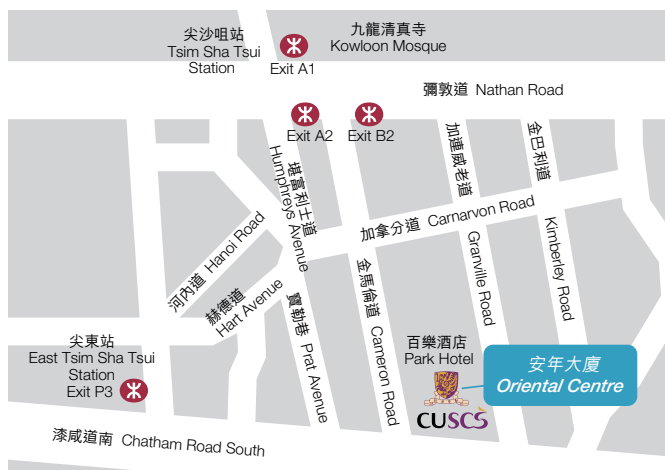 尖沙咀站
Tsim Sha Tsui
Station
Exit A1
九龍清真寺
Kowloon Mosque
彌敦道 Nathan Road
Exit A2
Exit B2
堪富利士道
Humphreys Avenue
加連威老道
Granville Road
金巴利道
Kimberley Road
加拿分道 Carnarvon Road
河內道 Hanoi Road
赫德道
Hart Avenue
寶勒巷 Prat Avenue
金馬倫道 Cameron Road
尖東站
East Tsim Sha Tsui
Station
Exit P3
百樂酒店
Park Hotel
安年大廈
Oriental Centre
CUSCS
漆咸道南 Chatham Road South